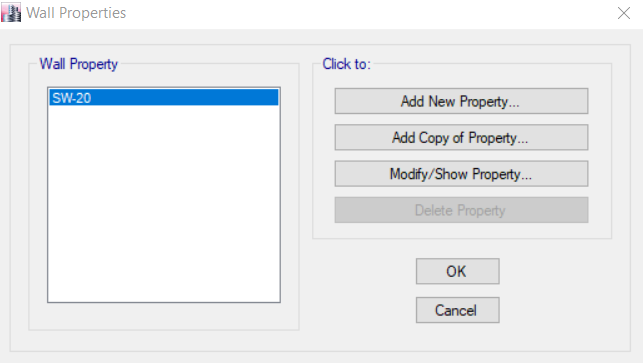 Wall Properties
Wall Property
SW-20
Click to:
Add New Property...
Add Copy of Property...
Modify/Show Property...
Delete Property
OK
Cancel